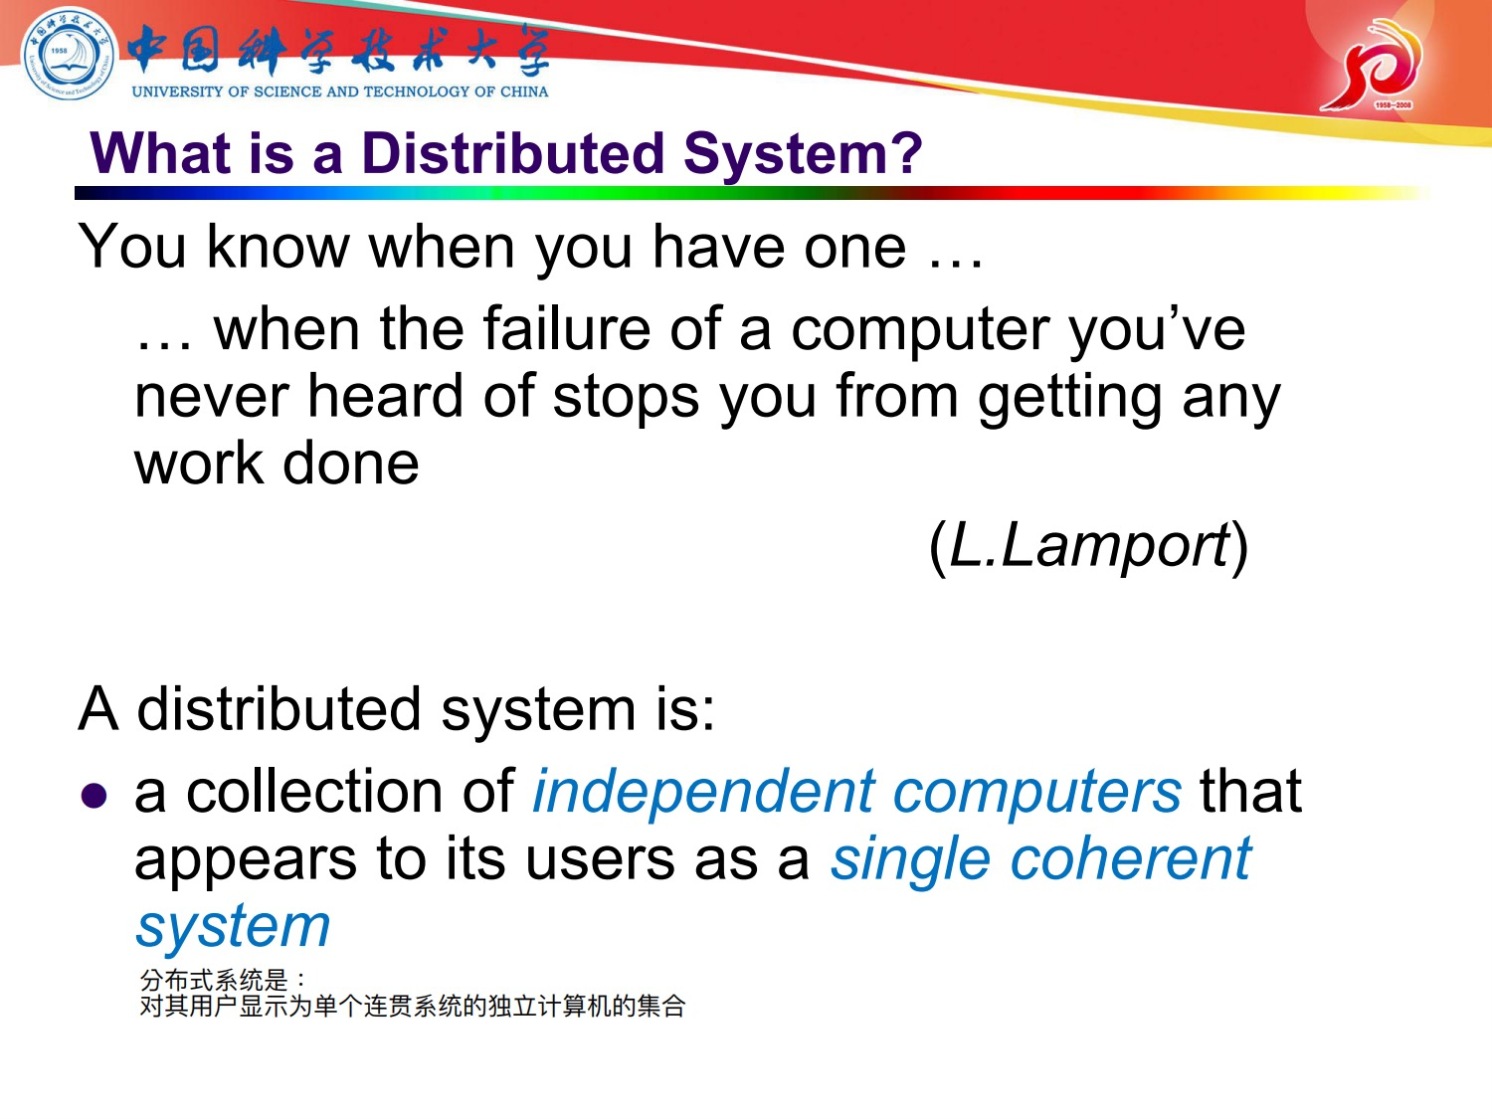 中国科学技术大学
UNIVERSITY OF SCIENCE AND TECHNOLOGY OF CHINA
1958
1958—2008
What is a Distributed System?
You know when you have one …
… when the failure of a computer you’ve
never heard of stops you from getting any
work done
(L.Lamport)
A distributed system is:
● a collection of independent computers that
appears to its users as a single coherent
system
分布式系统是：
对其用户显示为单个连贯系统的独立计算机的集合